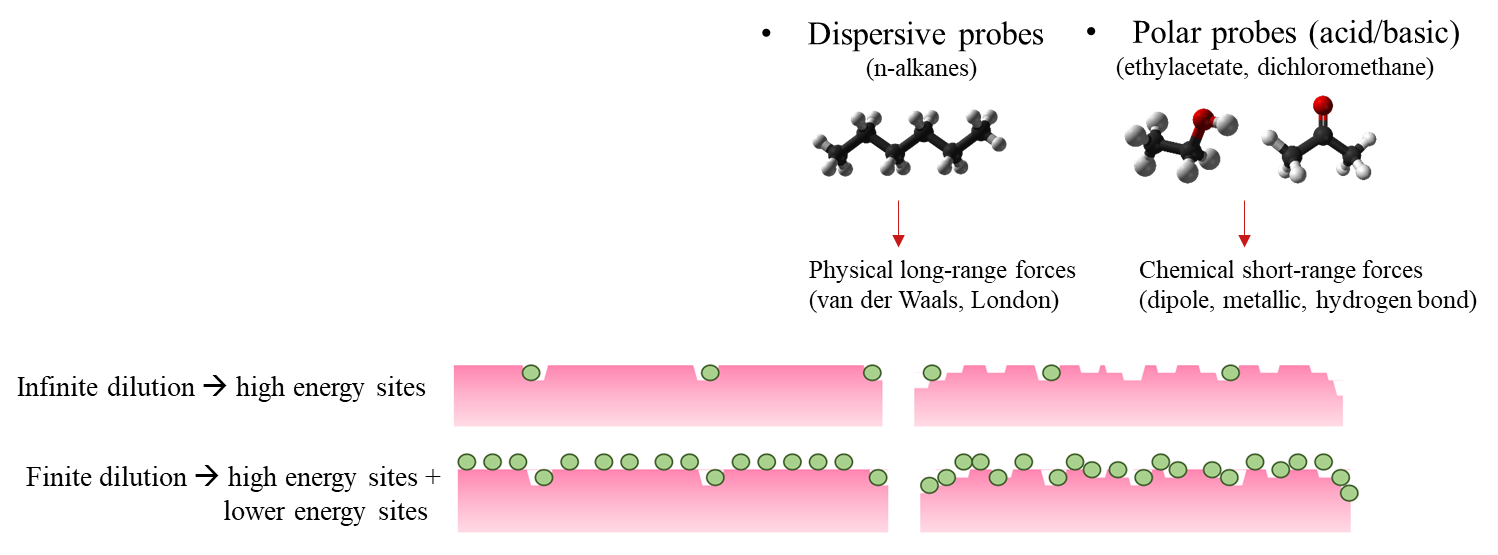 • Dispersive probes
(n-alkanes)
• Polar probes (acid/basic)
(ethylacetate, dichloromethane)
Physical long-range forces
(van der Waals, London)
Chemical short-range forces
(dipole, metallic, hydrogen bond)
Infinite dilution → high energy sites
Finite dilution → high energy sites +
lower energy sites